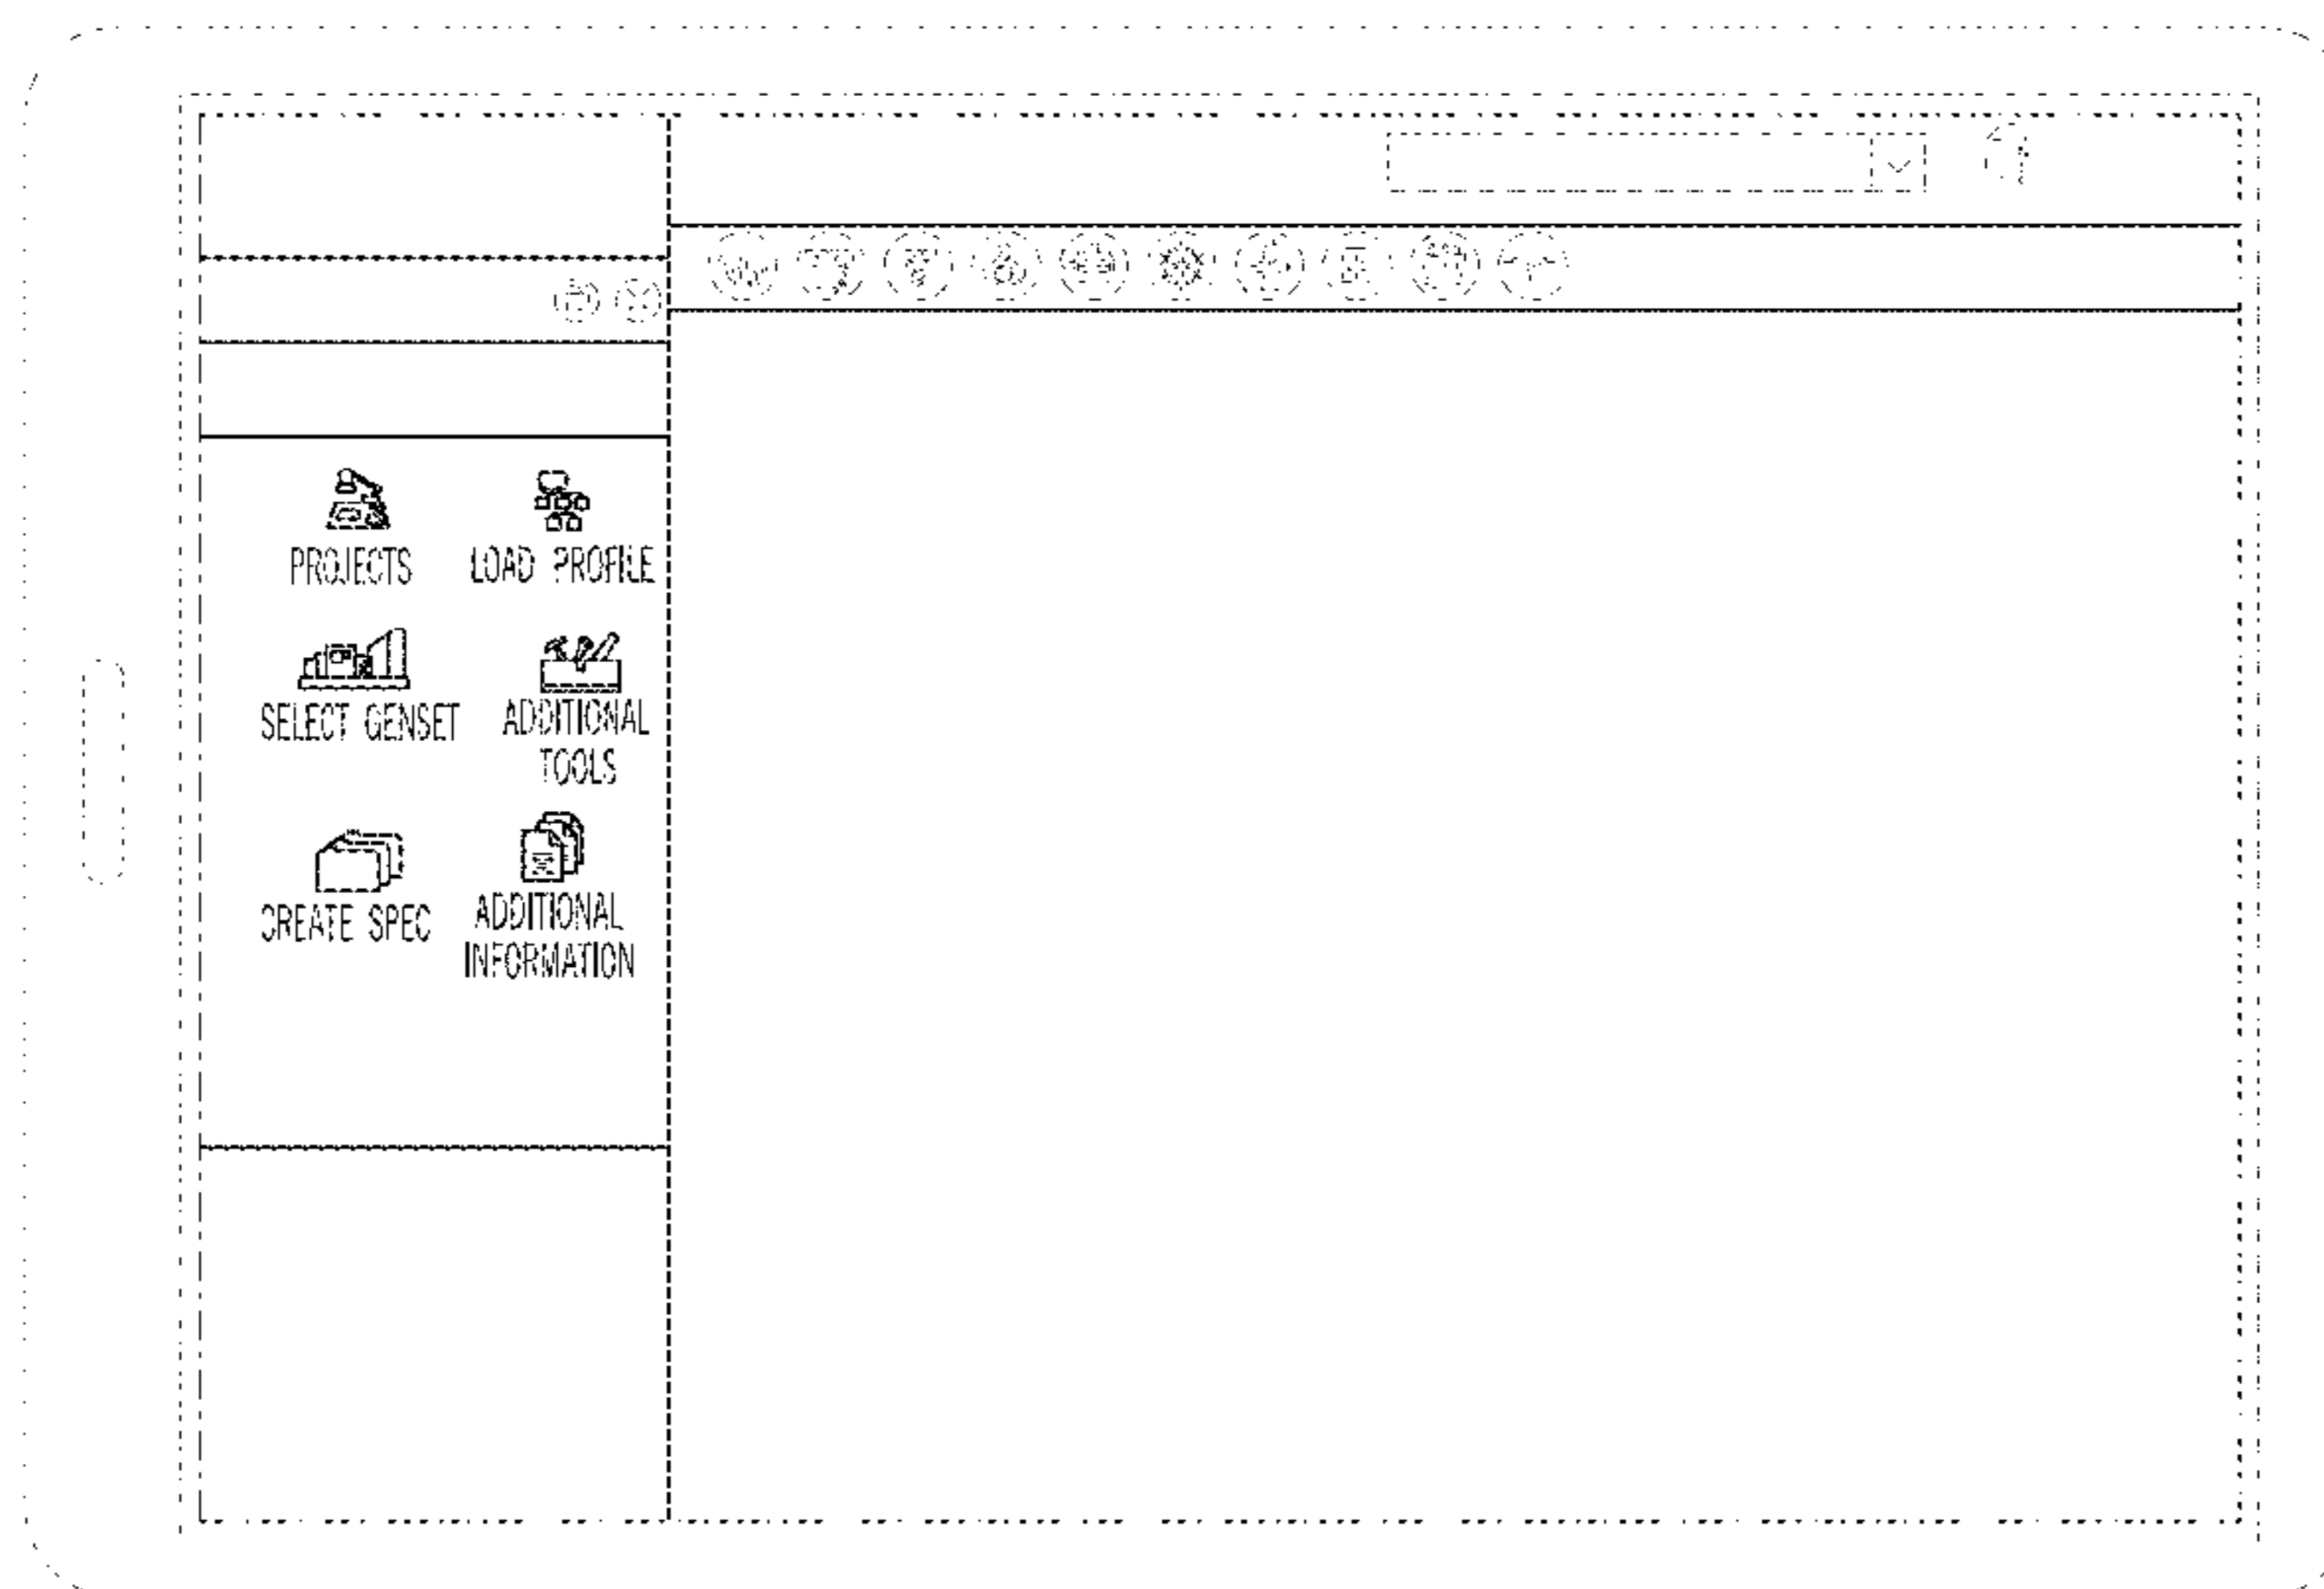 PROJECTS
LOAD PROFILE
SELECT GENSET
ADDITIONAL
TOOLS
CREATE SPEC
ADDITIONAL
INFORMATION